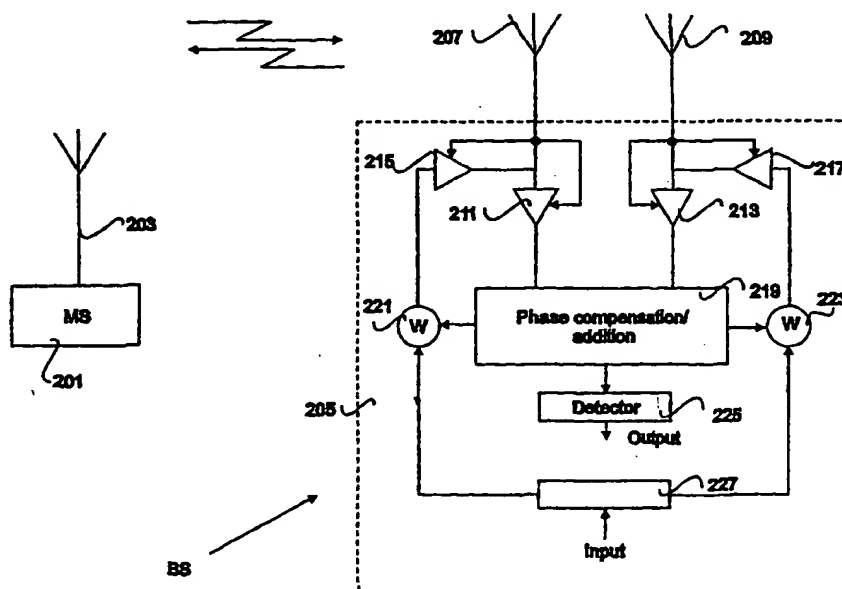 207
209
215
217
211
213
203
219
MS
221
W
Phase compensation/
addition
W
223
201
205
Detector
225
Output
227
Input
BS